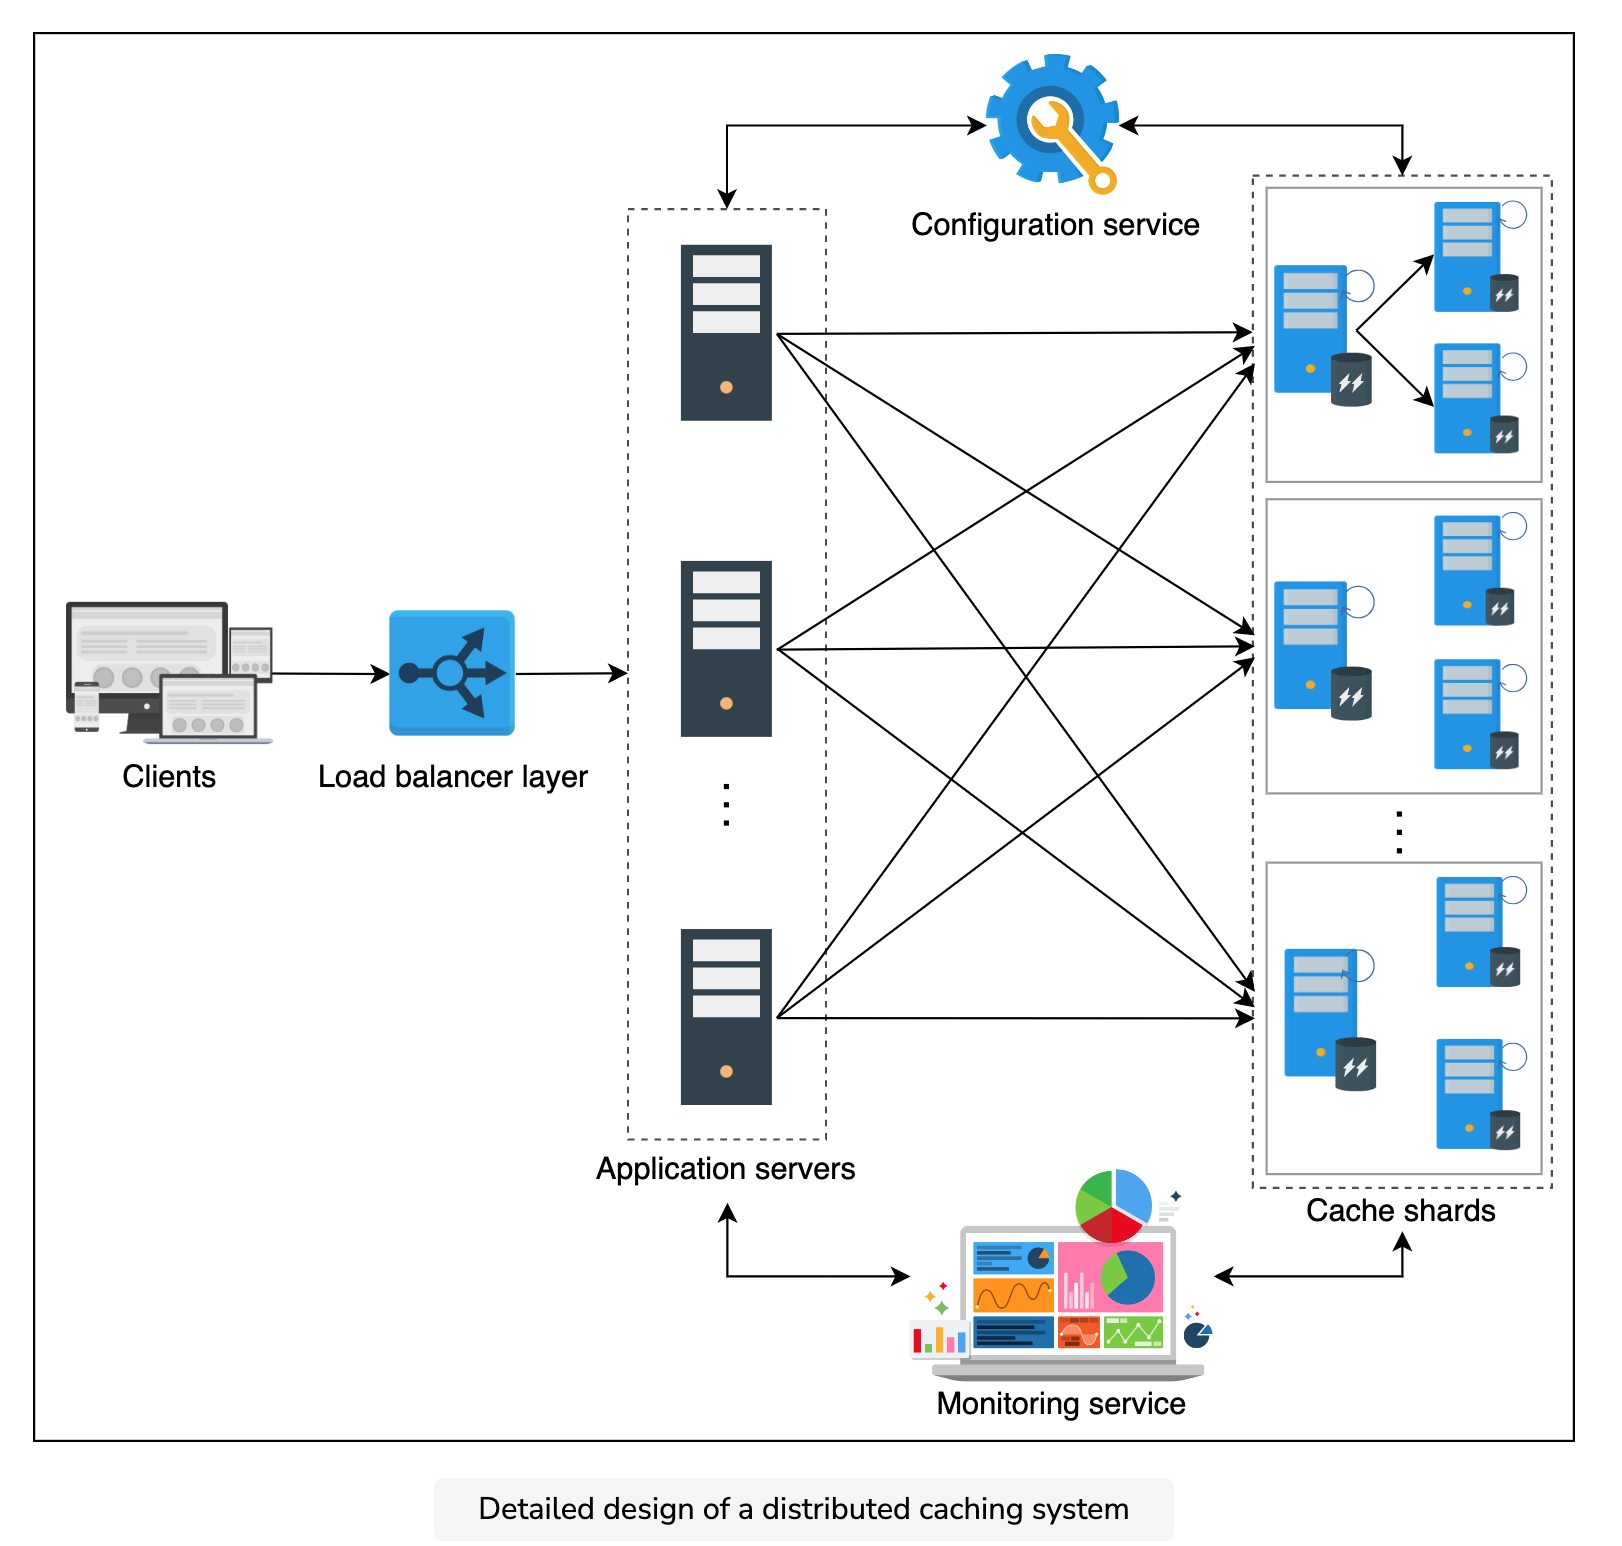 Configuration service
Clients
Load balancer layer
Application servers
Cache shards
Monitoring service
Detailed design of a distributed caching system